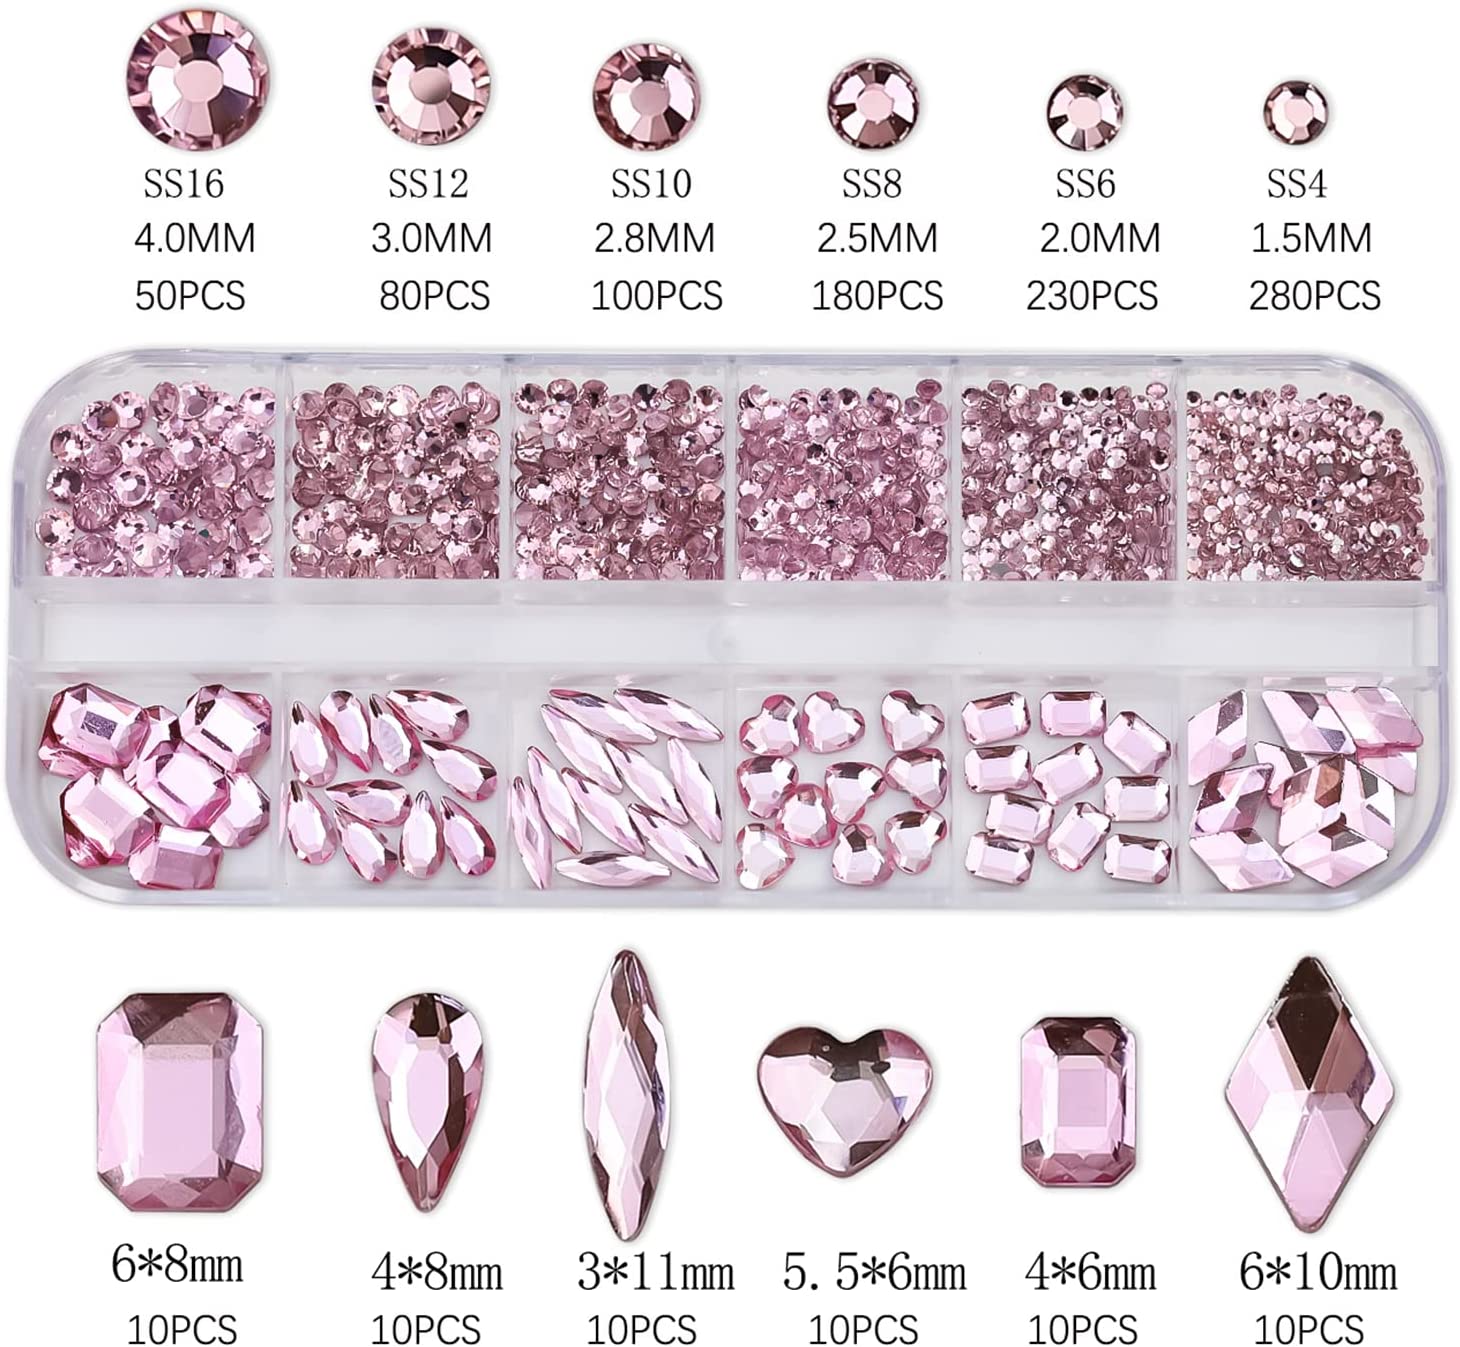 SS16 SS12 SS10 SS8 SS6 SS4
4.0MM 3.0MM 2.8MM 2.5MM 2.0MM 1.5MM
50PCS 80PCS 100PCS 180PCS 230PCS 280PCS
6*8mm 4*8mm 3*11mm 5.5*6mm 4*6mm 6*10mm
10PCS 10PCS 10PCS 10PCS 10PCS 10PCS